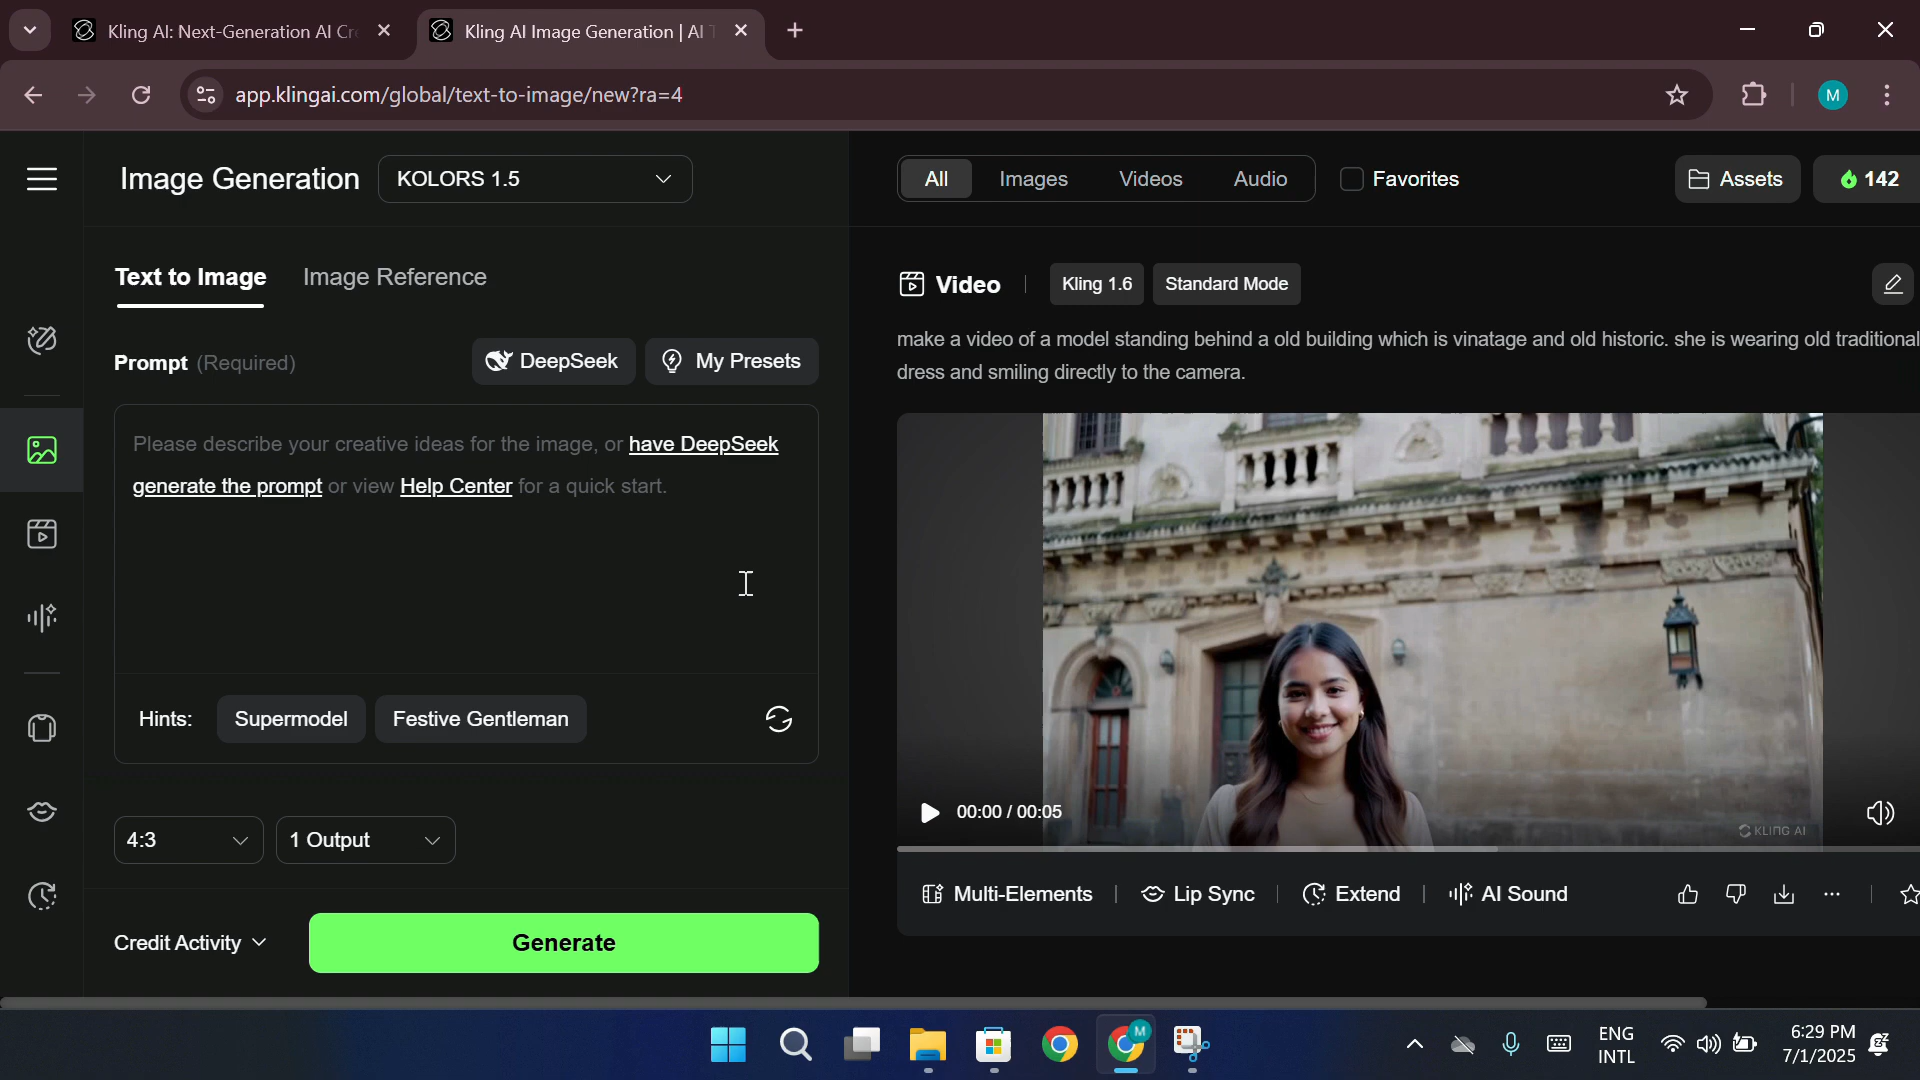 Kling AI: Next-Generation AI Cr
Kling AI Image Generation | AI T
app.klingai.com/global/text-to-image/new?ra=4
M
Image Generation
KOLORS 1.5
All
Images
Videos
Audio
Favorites
Assets
142
Text to Image
Image Reference
Video
Kling 1.6
Standard Mode
make a video of a model standing behind a old building which is vinatage and old historic. she is wearing old traditional
dress and smiling directly to the camera.
Prompt (Required)
DeepSeek
My Presets
Please describe your creative ideas for the image, or have DeepSeek
generate the prompt or view Help Center for a quick start.
Hints:
Supermodel
Festive Gentleman
00:00 / 00:05
KLING AI
4:3
1 Output
Multi-Elements
Lip Sync
Extend
AI Sound
Credit Activity
Generate
M
ENG
INTL
6:29 PM
7/1/2025